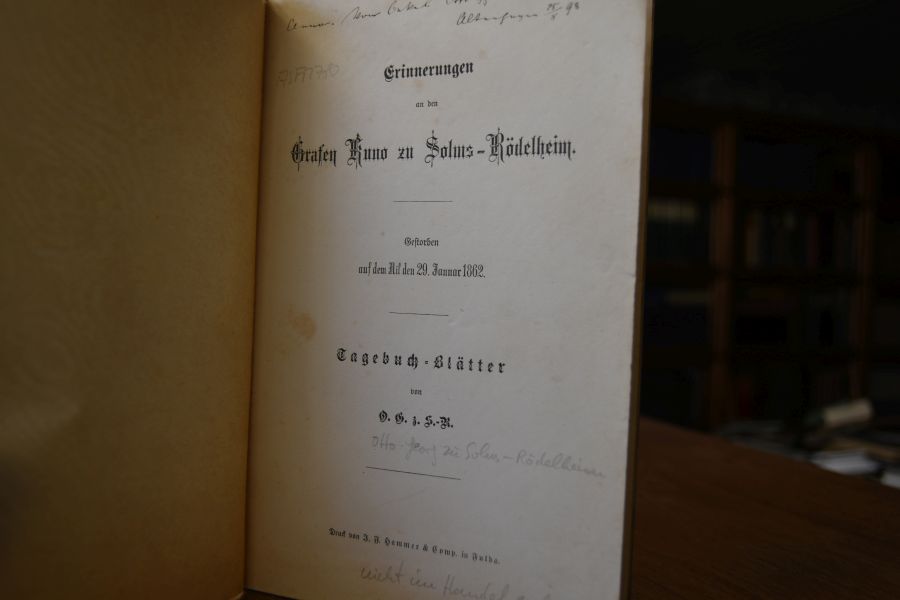 Altenhagen
Erinnerungen
an den
Grafen Kuno zu Solms-Rödelheim.
Gestorben
auf dem Nil den 29. Januar 1862.
Tagebuch-Blätter
von
O. G. z. S.-R.
Otto-Georg zu Solms-Rödelheim
Druck von J. F. Hammer & Comp. in Fulda.
nicht im Handel